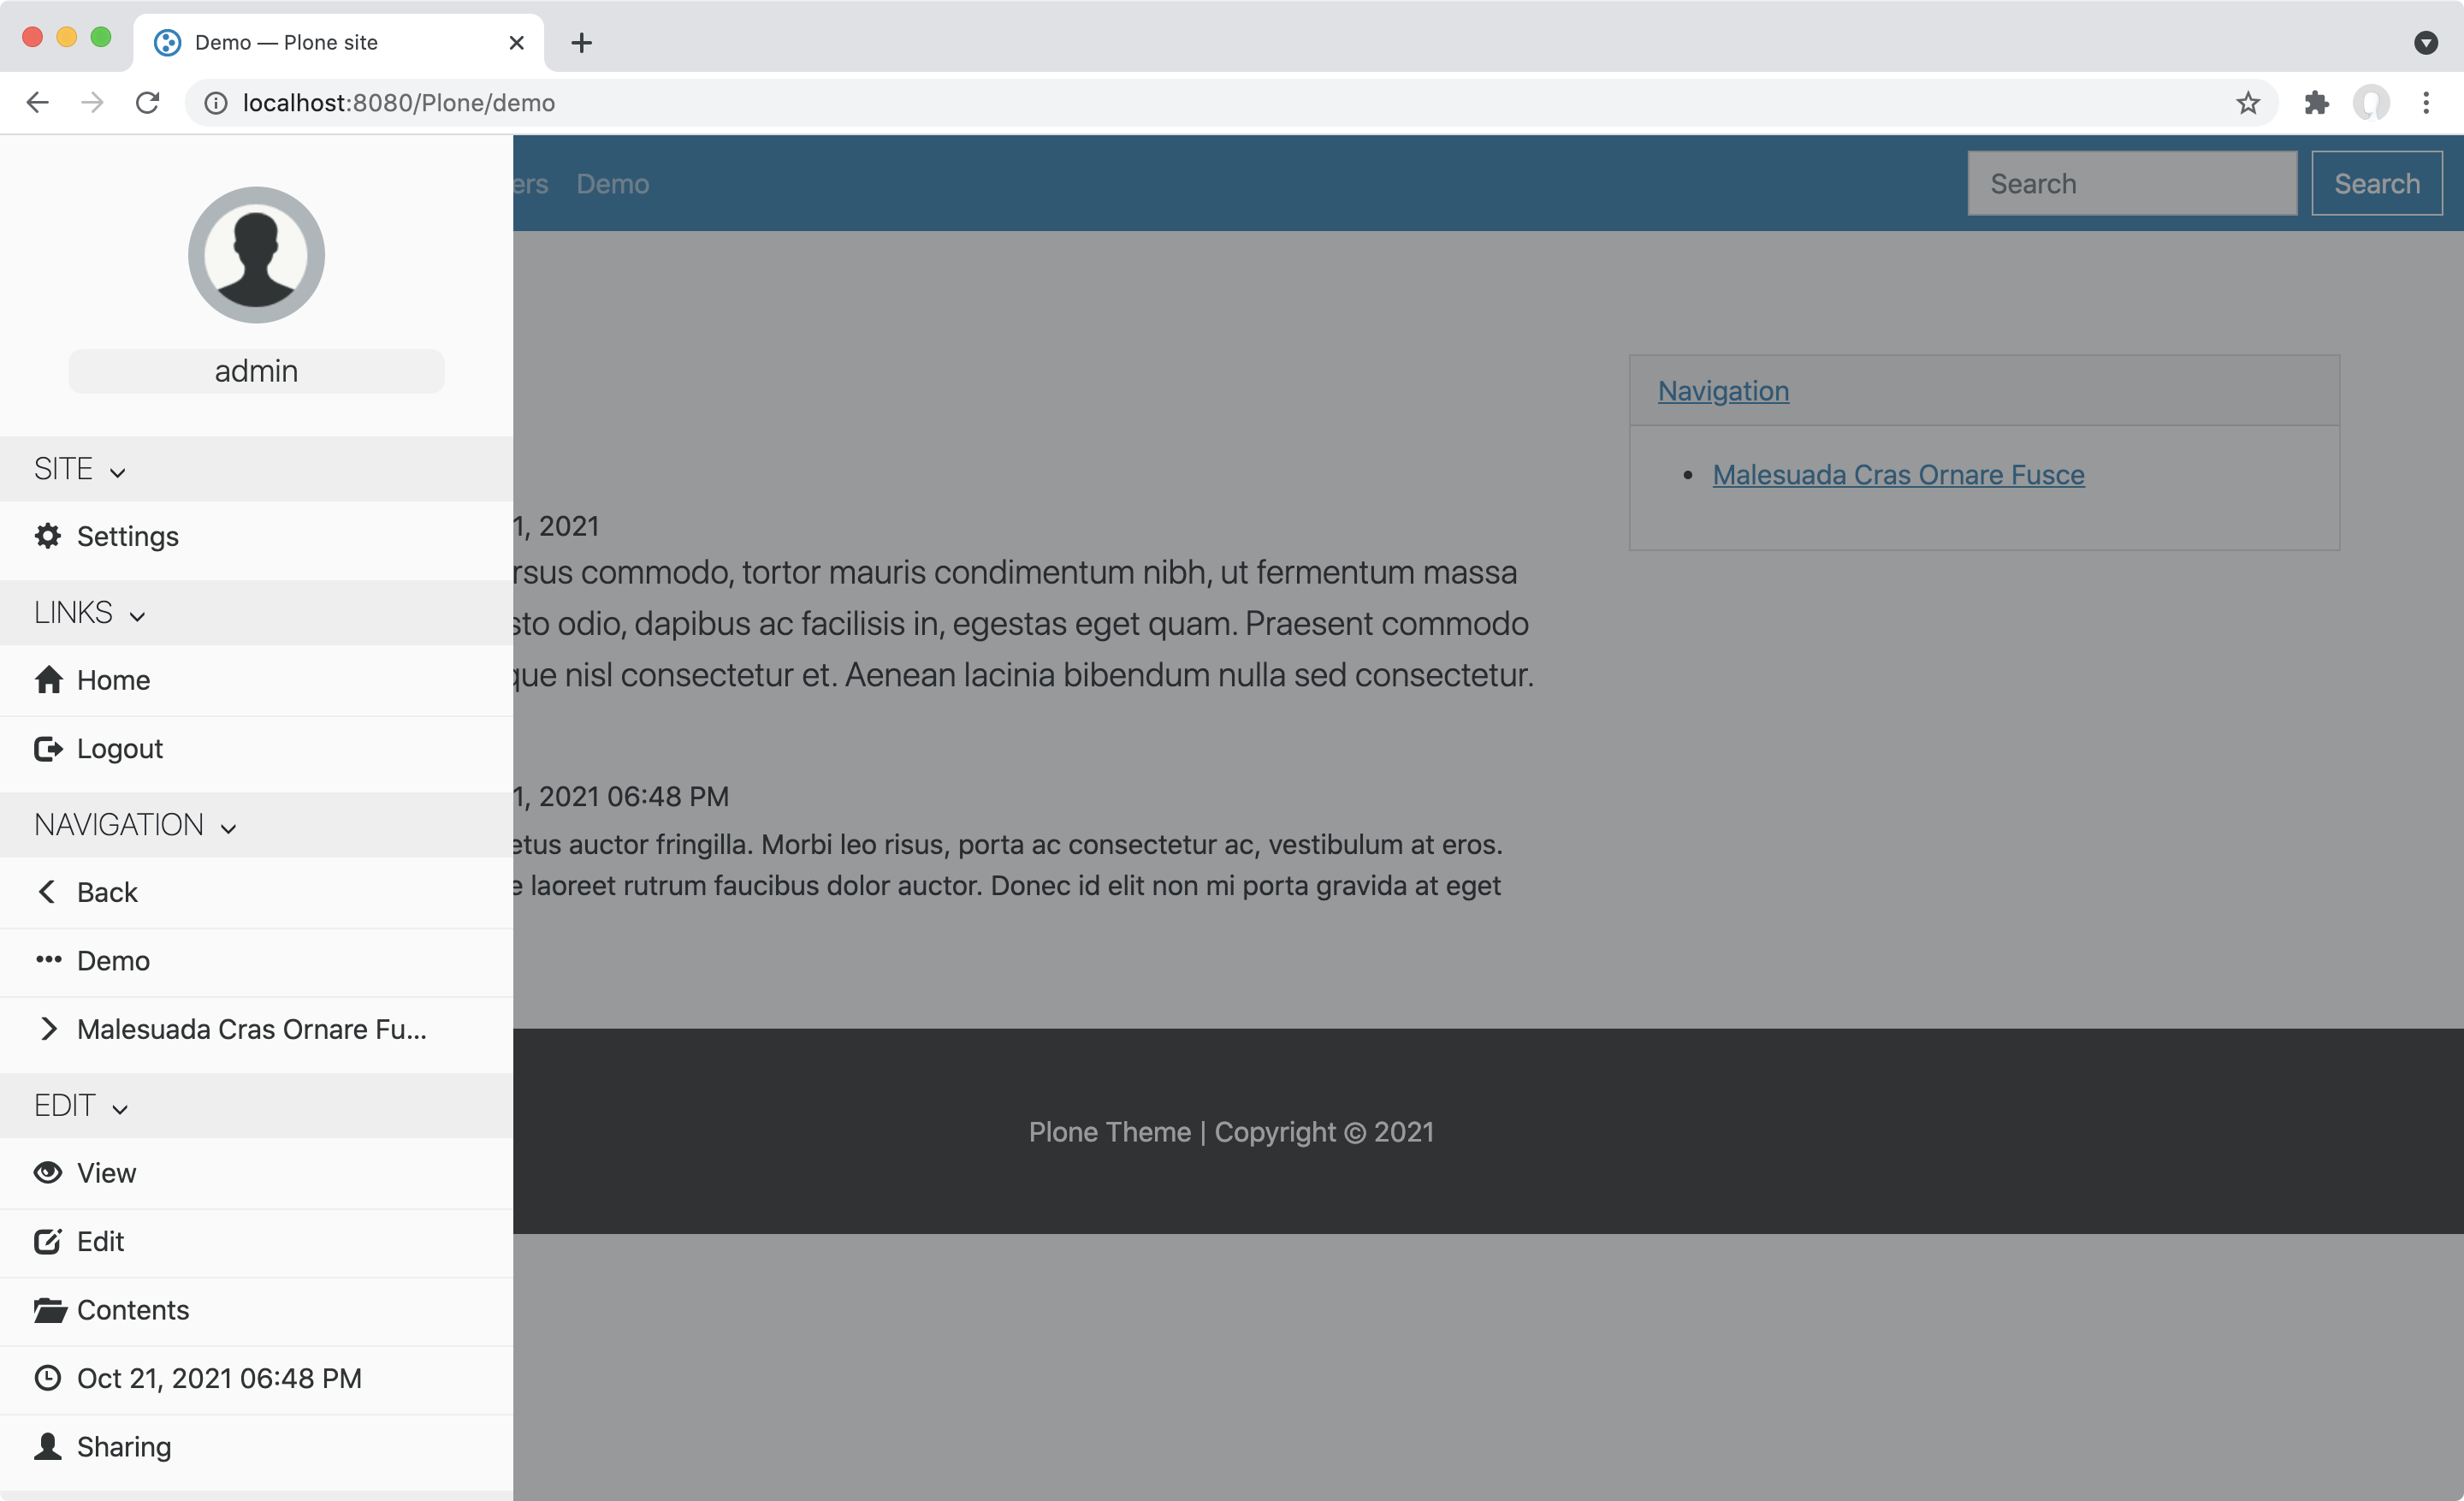 Demo — Plone site
localhost:8080/Plone/demo
admin
SITE
Settings
LINKS
Home
Logout
NAVIGATION
Back
Demo
Malesuada Cras Ornare Fu...
EDIT
View
Edit
Contents
Oct 21, 2021 06:48 PM
Sharing
Demo
Search
Search
Navigation
Malesuada Cras Ornare Fusce
1, 2021
commodo, tortor mauris condimentum nibh, ut fermentum massa
odio, dapibus ac facilisis in, egestas eget quam. Praesent commodo
nisl consectetur et. Aenean lacinia bibendum nulla sed consectetur.
1, 2021 06:48 PM
auctor fringilla. Morbi leo risus, porta ac consectetur ac, vestibulum at eros.
laoreet rutrum faucibus dolor auctor. Donec id elit non mi porta gravida at eget
Plone Theme | Copyright © 2021